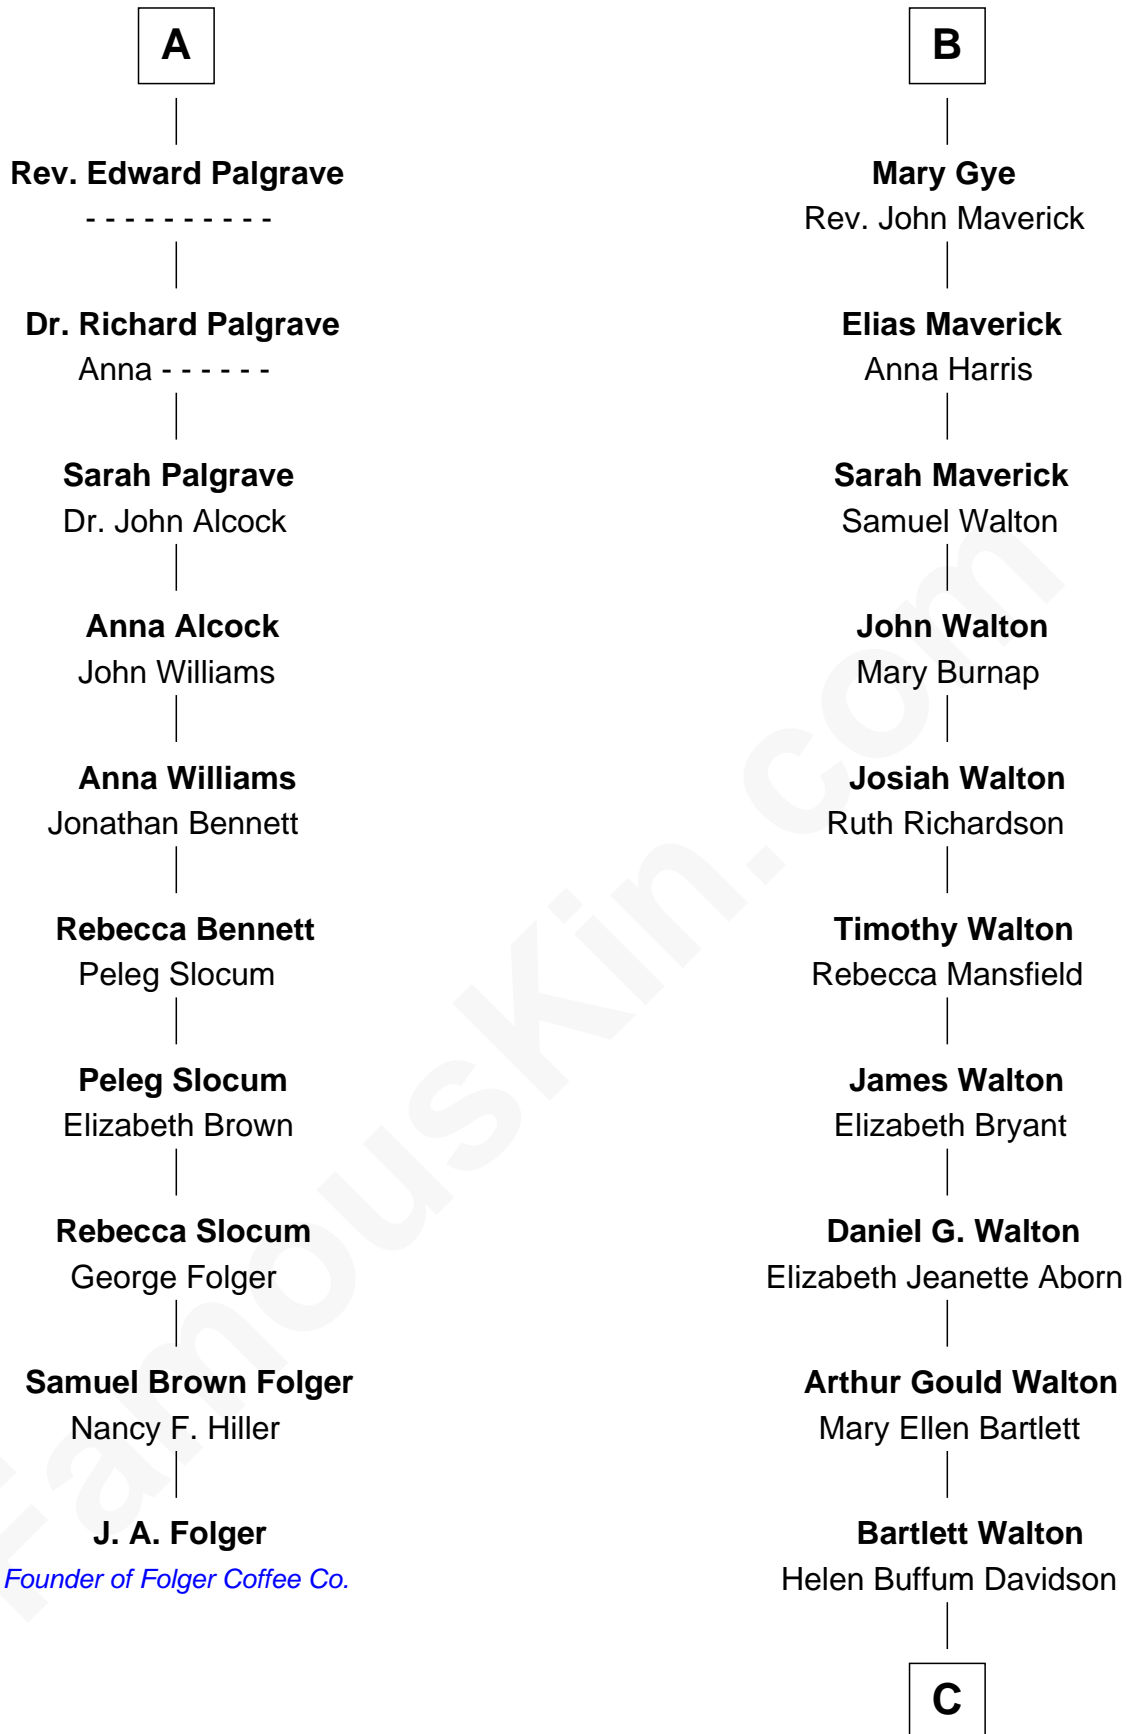 A
Rev. Edward Palgrave
- - - - - - - - - -
Dr. Richard Palgrave
Anna - - - - - -
Sarah Palgrave
Dr. John Alcock
Anna Alcock
John Williams
Anna Williams
Jonathan Bennett
Rebecca Bennett
Peleg Slocum
Peleg Slocum
Elizabeth Brown
Rebecca Slocum
George Folger
Samuel Brown Folger
Nancy F. Hiller
J. A. Folger
Founder of Folger Coffee Co.
B
Mary Gye
Rev. John Maverick
Elias Maverick
Anna Harris
Sarah Maverick
Samuel Walton
John Walton
Mary Burnap
Josiah Walton
Ruth Richardson
Timothy Walton
Rebecca Mansfield
James Walton
Elizabeth Bryant
Daniel G. Walton
Elizabeth Jeanette Aborn
Arthur Gould Walton
Mary Ellen Bartlett
Bartlett Walton
Helen Buffum Davidson
C
FamousKin.com